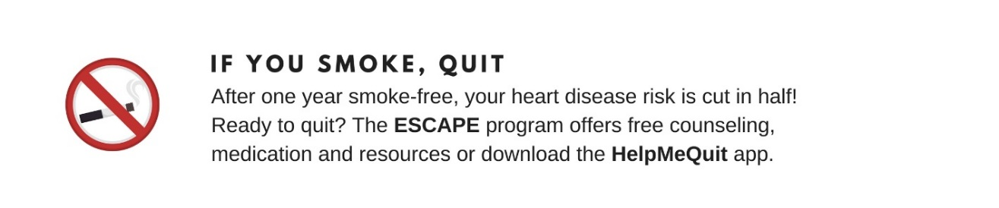 IF YOU SMOKE, QUIT
After one year smoke-free, your heart disease risk is cut in half!
Ready to quit? The ESCAPE program offers free counseling,
medication and resources or download the HelpMeQuit app.